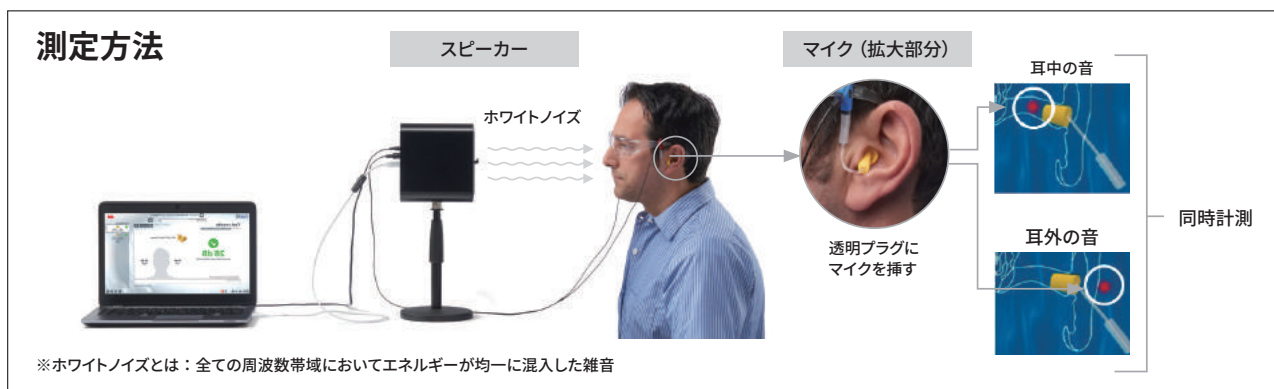 測定方法
スピーカー
マイク（拡大部分）
耳中の音
ホワイトノイズ
耳外の音
同時計測
透明プラグに
マイクを挿す
※ホワイトノイズとは：全ての周波数帯域においてエネルギーが均一に混入した雑音